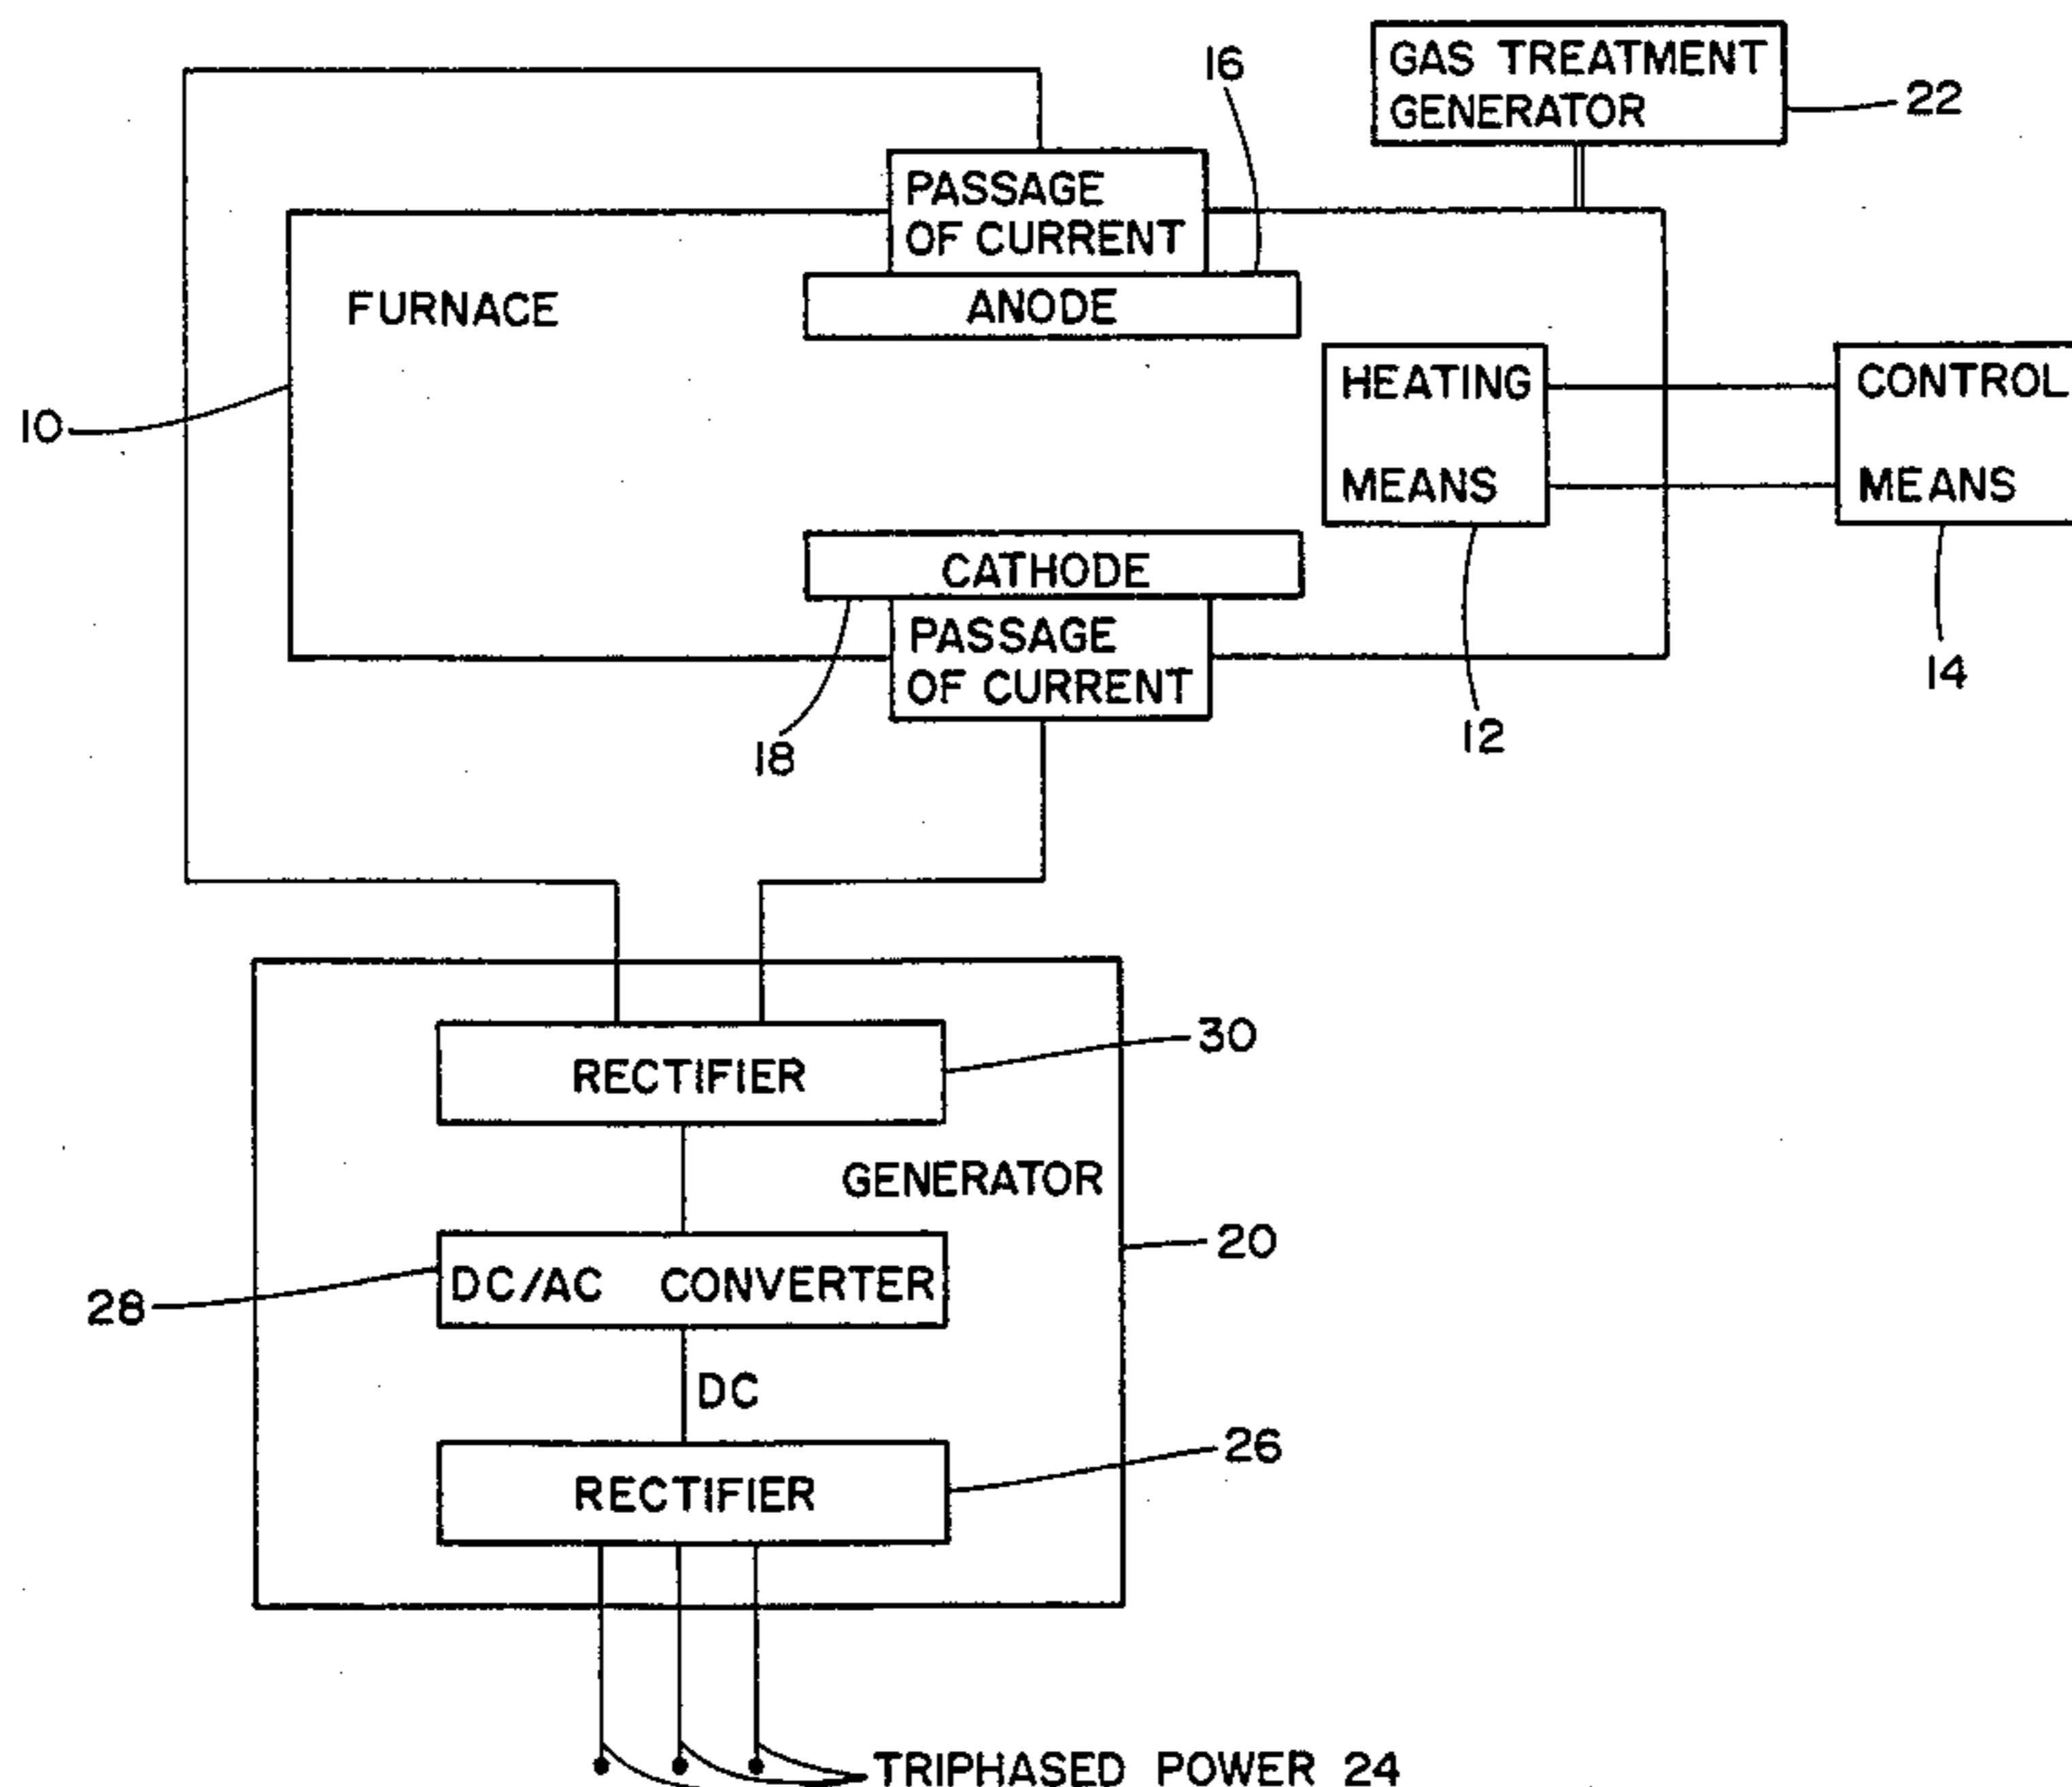 GAS TREATMENT
GENERATOR
22
16
PASSAGE
OF CURRENT
FURNACE
ANODE
HEATING
MEANS
CONTROL
MEANS
10
CATHODE
PASSAGE
OF CURRENT
18
12
14
RECTIFIER
30
GENERATOR
20
DC/AC CONVERTER
28
DC
RECTIFIER
26
TRIPHASED POWER 24